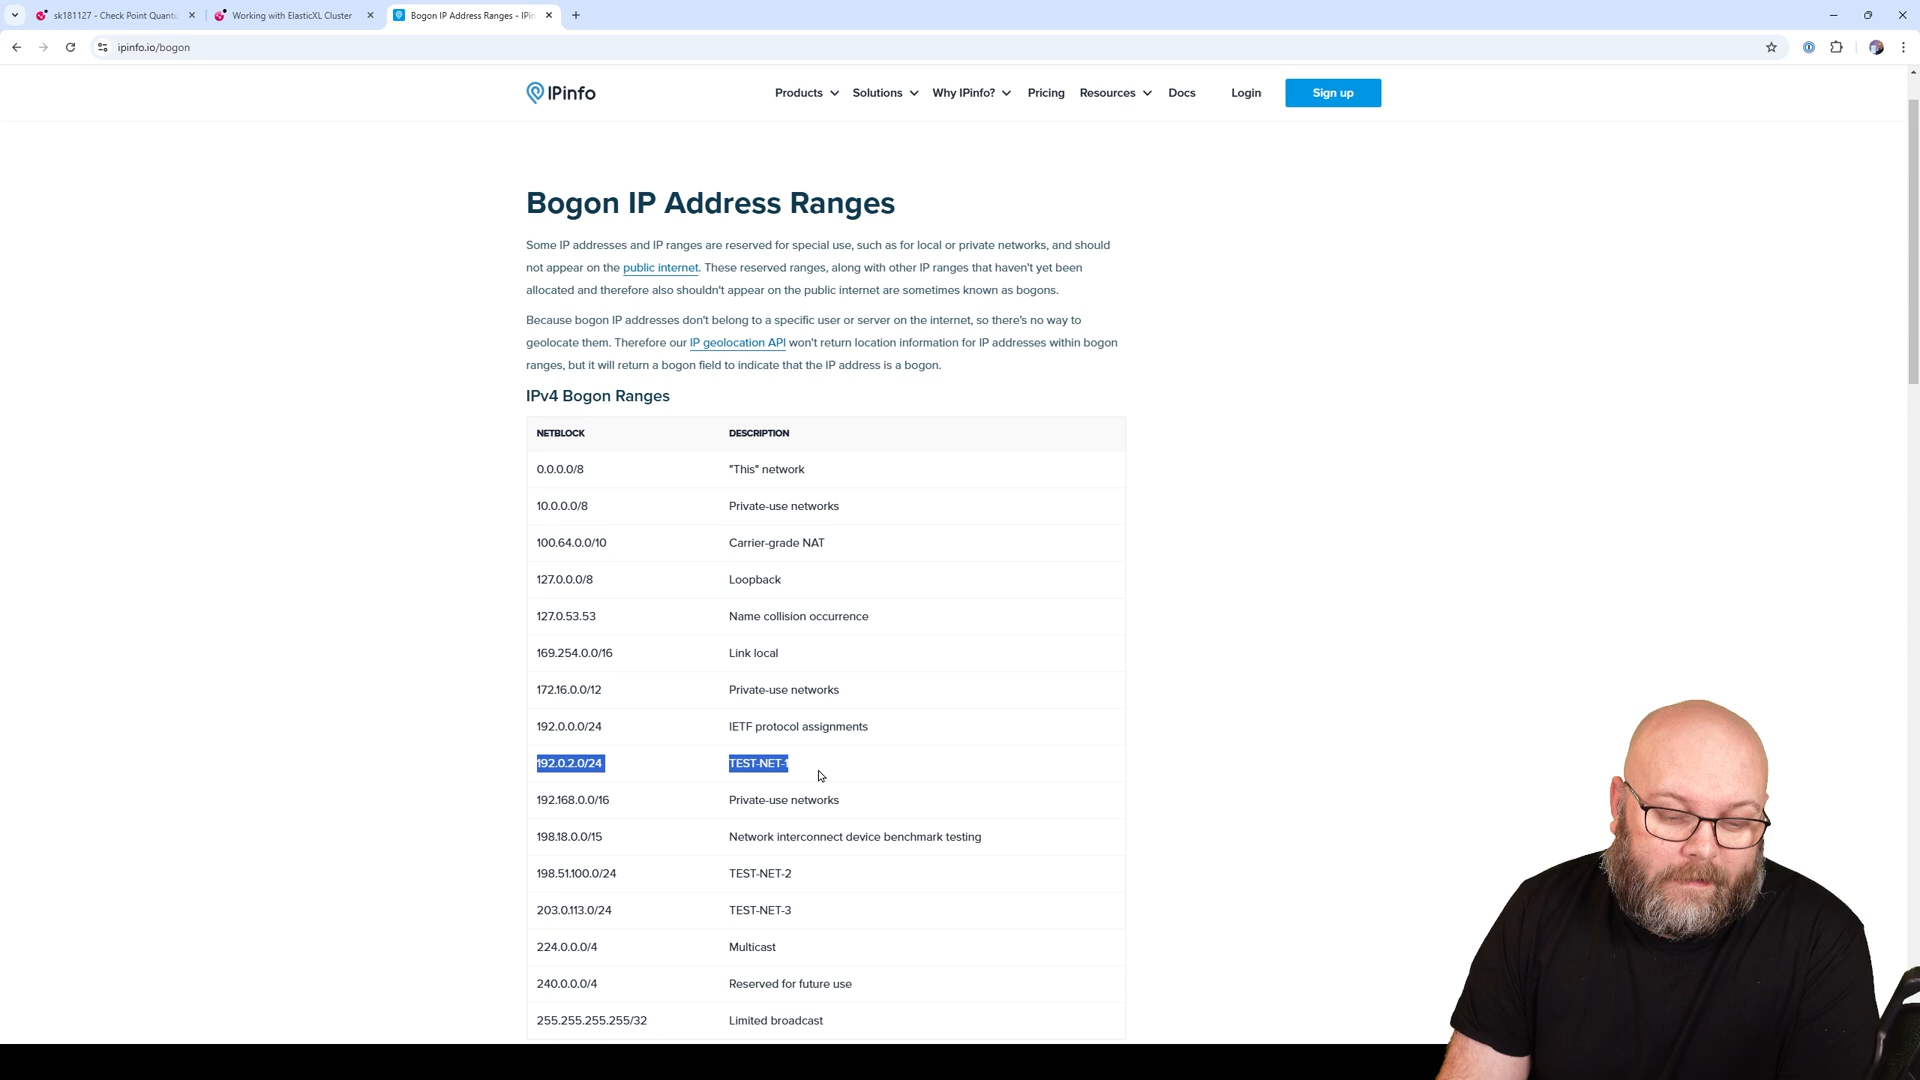 sk181127 - Check Point Quantu
Working with ElasticXL Cluster
Bogon IP Address Ranges - IPin
ipinfo.io/bogon
IPinfo
Products Solutions Why IPinfo? Pricing Resources Docs Login Sign up
Bogon IP Address Ranges
Some IP addresses and IP ranges are reserved for special use, such as for local or private networks, and should
not appear on the public internet. These reserved ranges, along with other IP ranges that haven't yet been
allocated and therefore also shouldn't appear on the public internet are sometimes known as bogons.
Because bogon IP addresses don't belong to a specific user or server on the internet, so there's no way to
geolocate them. Therefore our IP geolocation API won't return location information for IP addresses within bogon
ranges, but it will return a bogon field to indicate that the IP address is a bogon.
IPv4 Bogon Ranges
NETBLOCK DESCRIPTION
0.0.0.0/8 "This" network
10.0.0.0/8 Private-use networks
100.64.0.0/10 Carrier-grade NAT
127.0.0.0/8 Loopback
127.0.53.53 Name collision occurrence
169.254.0.0/16 Link local
172.16.0.0/12 Private-use networks
192.0.0.0/24 IETF protocol assignments
192.0.2.0/24 TEST-NET-1
192.168.0.0/16 Private-use networks
198.18.0.0/15 Network interconnect device benchmark testing
198.51.100.0/24 TEST-NET-2
203.0.113.0/24 TEST-NET-3
224.0.0.0/4 Multicast
240.0.0.0/4 Reserved for future use
255.255.255.255/32 Limited broadcast